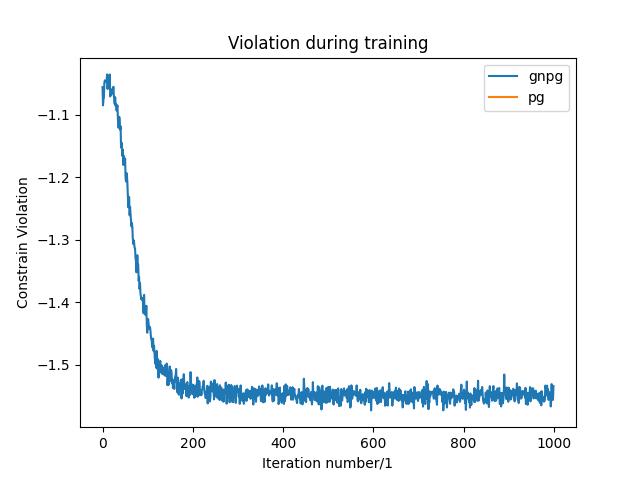 Violation during training
gnpg
pg
−1.1
−1.2
−1.3
−1.4
−1.5
Constrain Violation
0
200
400
600
800
1000
Iteration number/1